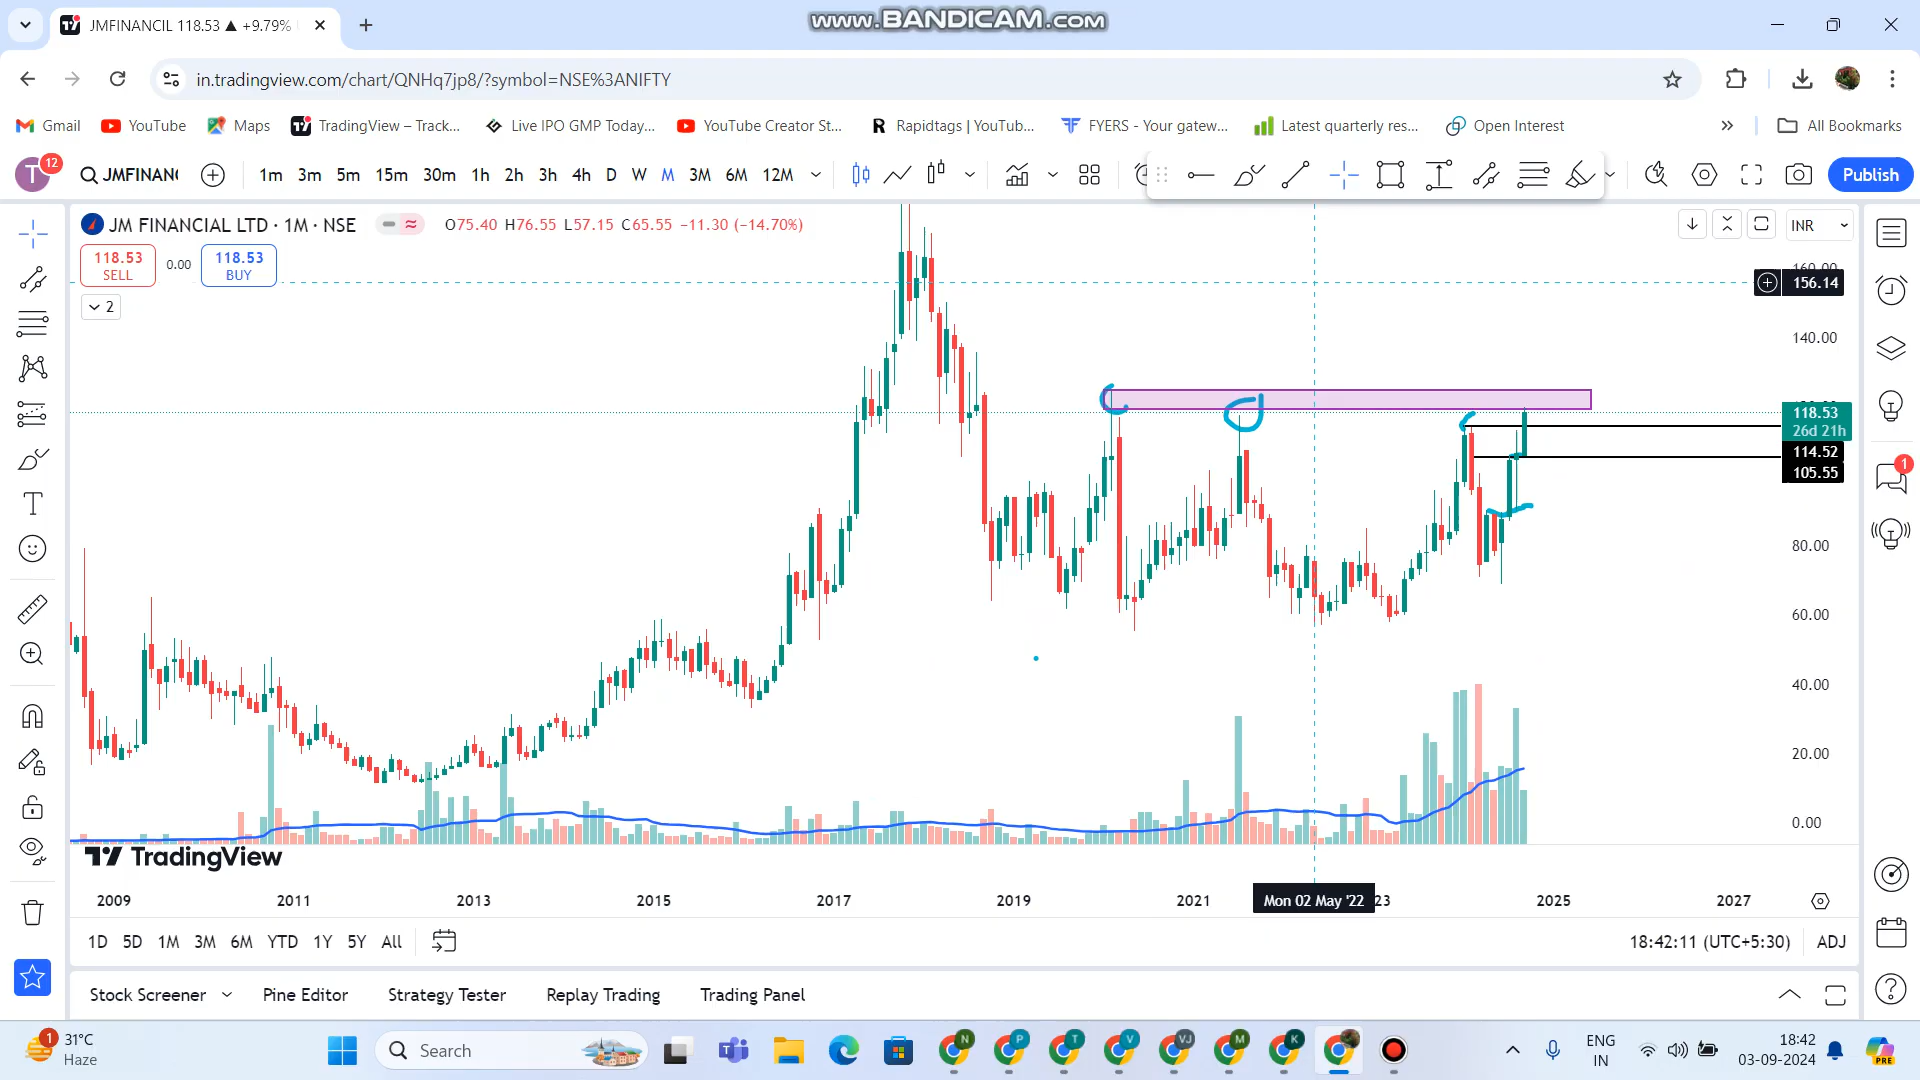 JMFINANCIL 118.53 ▲ +9.79%
www.BANDICAM.com
in.tradingview.com/chart/QNHq7jp8/?symbol=NSE%3ANIFTY
Gmail YouTube Maps TradingView – Track... Live IPO GMP Today... YouTube Creator St... Rapidtags | YouTub... FYERS - Your gatew... Latest quarterly res... Open Interest » All Bookmarks
T 12 JMFINAN 1m 3m 5m 15m 30m 1h 2h 3h 4h D W M 3M 6M 12M Publish
JM FINANCIAL LTD · 1M · NSE O75.40 H76.55 L57.15 C65.55 −11.30 (−14.70%) INR
118.53 SELL 0.00 118.53 BUY
2
160.00
156.14
140.00
118.53
26d 21h
114.52
105.55
80.00
60.00
40.00
20.00
0.00
1
TradingView
2009 2011 2013 2015 2017 2019 2021 Mon 02 May '22 23 2025 2027
1D 5D 1M 3M 6M YTD 1Y 5Y All 18:42:11 (UTC+5:30) ADJ
Stock Screener Pine Editor Strategy Tester Replay Trading Trading Panel
1 31°C
Haze
Search
N P T V VJ M K
ENG
IN
18:42
03-09-2024
PRE